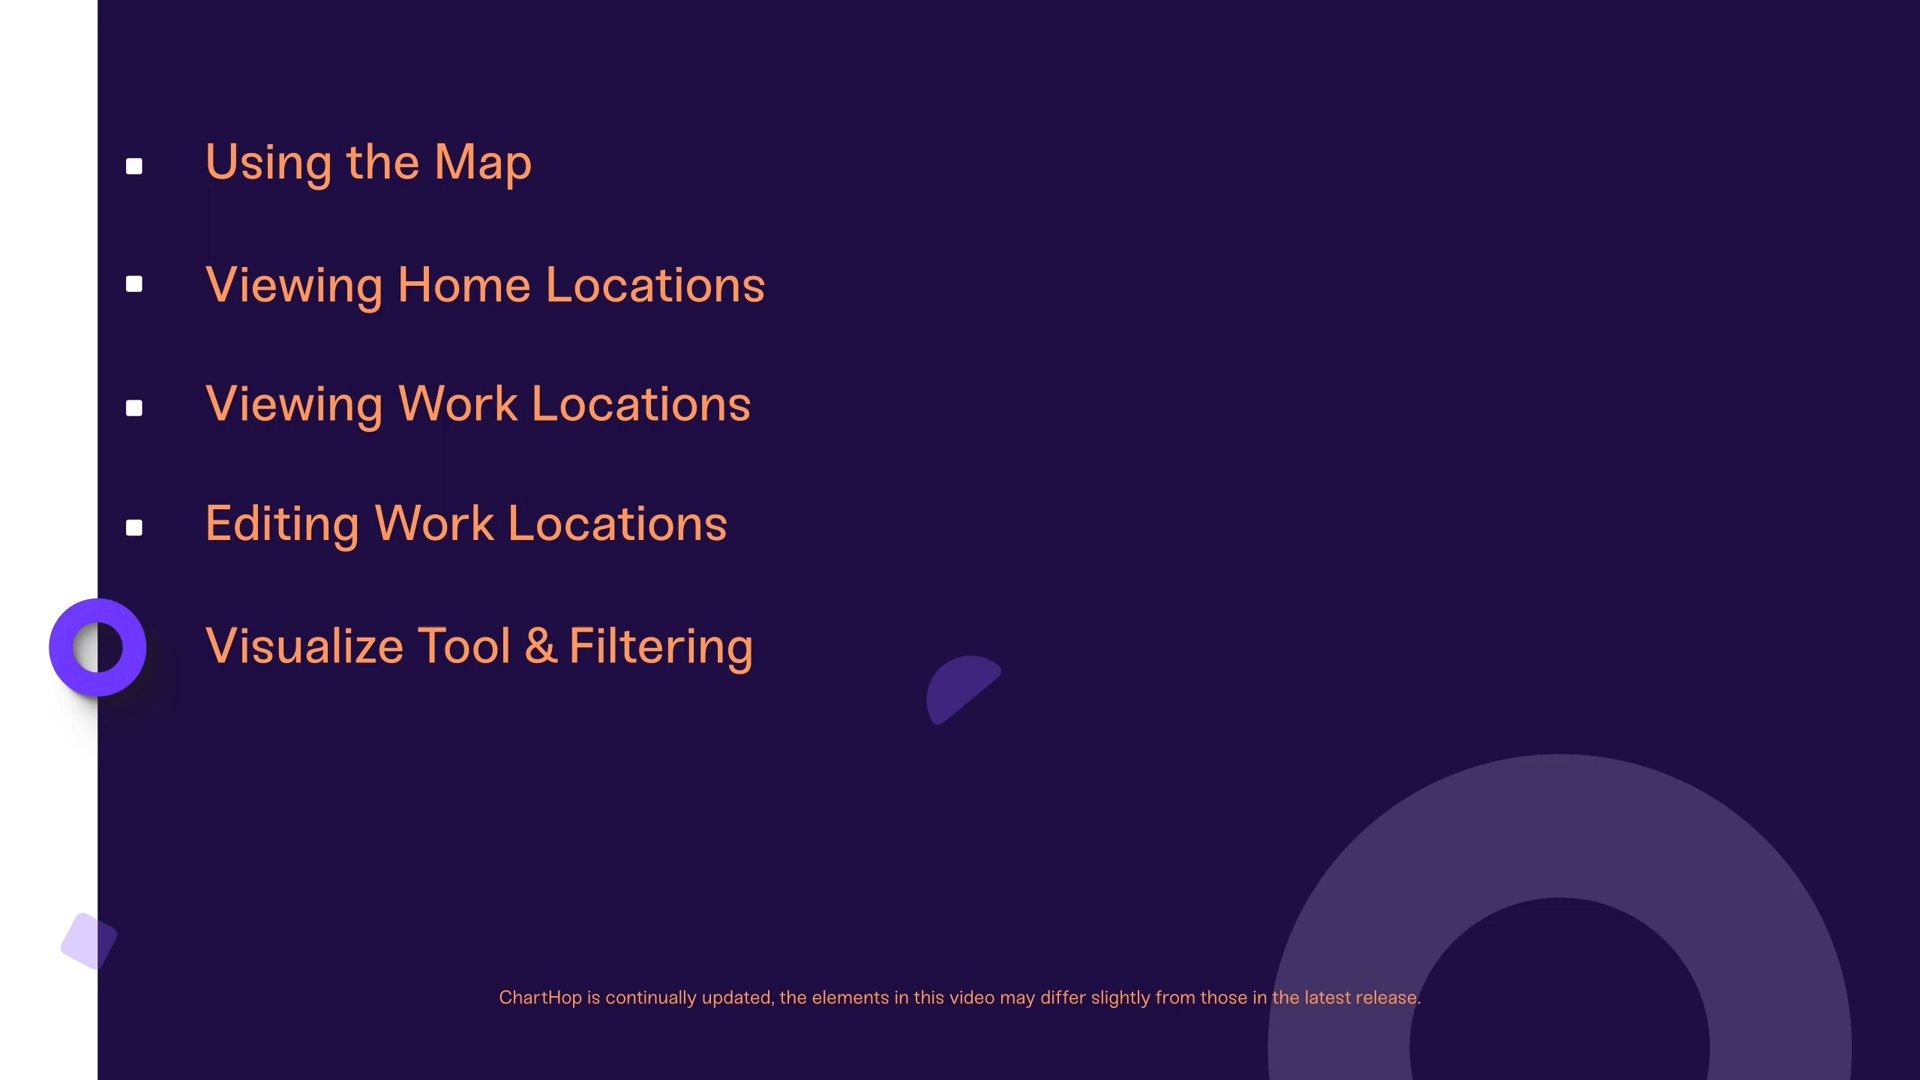 Using the Map
Viewing Home Locations
Viewing Work Locations
Editing Work Locations
Visualize Tool & Filtering
ChartHop is continually updated, the elements in this video may differ slightly from those in the latest release.